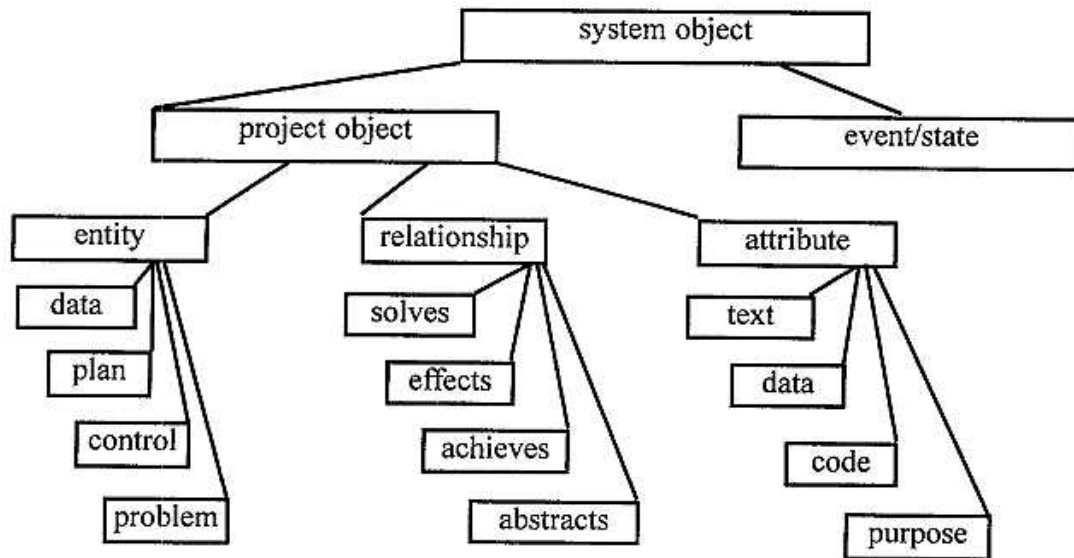 system object
project object
event/state
entity
relationship
attribute
data
solves
text
plan
effects
data
control
achieves
code
problem
abstracts
purpose